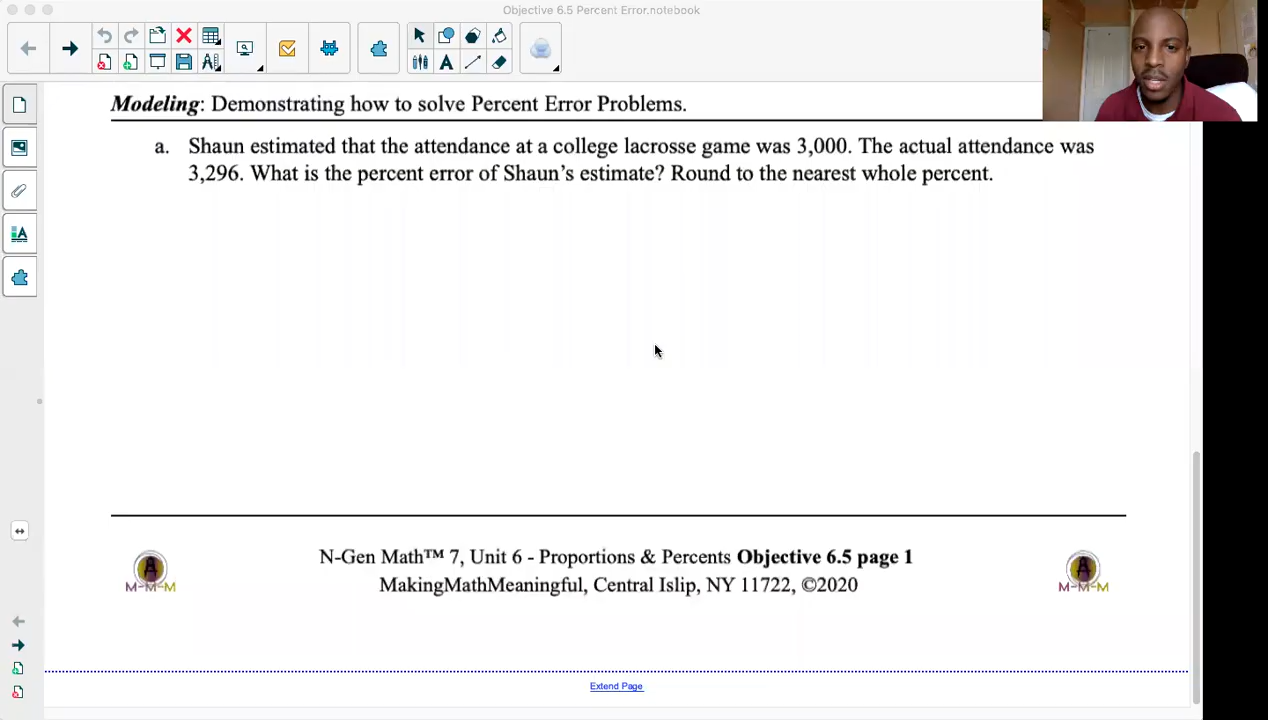 Objective 6.5 Percent Error.notebook
Modeling: Demonstrating how to solve Percent Error Problems.
a. Shaun estimated that the attendance at a college lacrosse game was 3,000. The actual attendance was
3,296. What is the percent error of Shaun's estimate? Round to the nearest whole percent.
N-Gen Math™ 7, Unit 6 - Proportions & Percents Objective 6.5 page 1
MakingMathMeaningful, Central Islip, NY 11722, ©2020
M-M-M
M-M-M
Extend Page